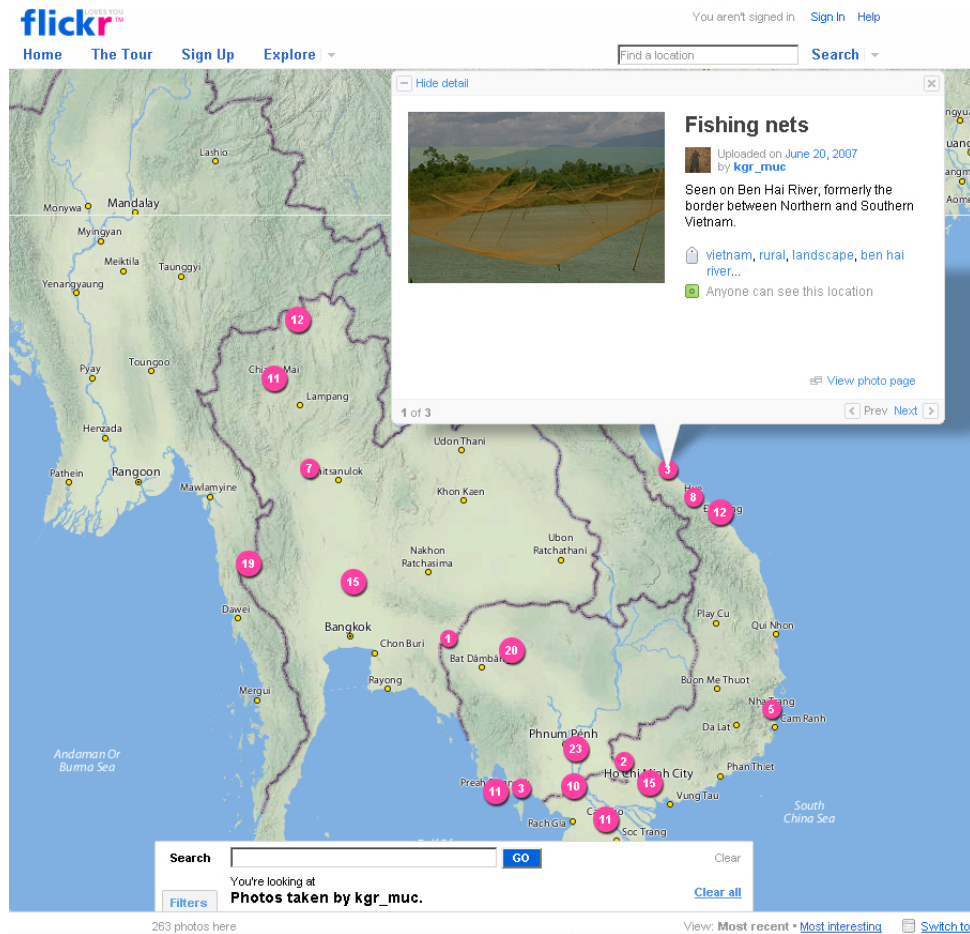 LOVES YOU
flickr™
You aren't signed in Sign In Help
Home The Tour Sign Up Explore
Find a location Search
Hide detail
Fishing nets
Uploaded on June 20, 2007
by kgr_muc
Seen on Ben Hai River, formerly the
border between Northern and Southern
Vietnam.
vietnam, rural, landscape, ben hai
river...
Anyone can see this location
View photo page
1 of 3
Prev Next
Lashio
Monywa
Mandalay
Myingyan
Meiktila
Taunggyi
Yenangyaung
12
Pyay
Toungoo
11
Lampang
Henzada
Udon Thani
Pathein
Rangoon
7
3
Mawlamyine
Khon Kaen
8
12
19
Nakhon
Ratchasima
Ubon
Ratchathani
15
Dawei
Bangkok
Chon Buri
1
20
Play Cu
Qui Nhon
Rayong
Mergui
Buon Me Thuot
Nha Trang
5
Cam Ranh
Da Lat
Phnum Pénh
23
2
Ho Chi Minh City
Phan Thiet
Andaman Or
Burma Sea
Preah
11
3
10
15
Vung Tau
South
China Sea
Rach Gia
11
Soc Trang
Search GO Clear
You're looking at
Photos taken by kgr_muc.
Filters
Clear all
263 photos here
View: Most recent • Most interesting
Switch to